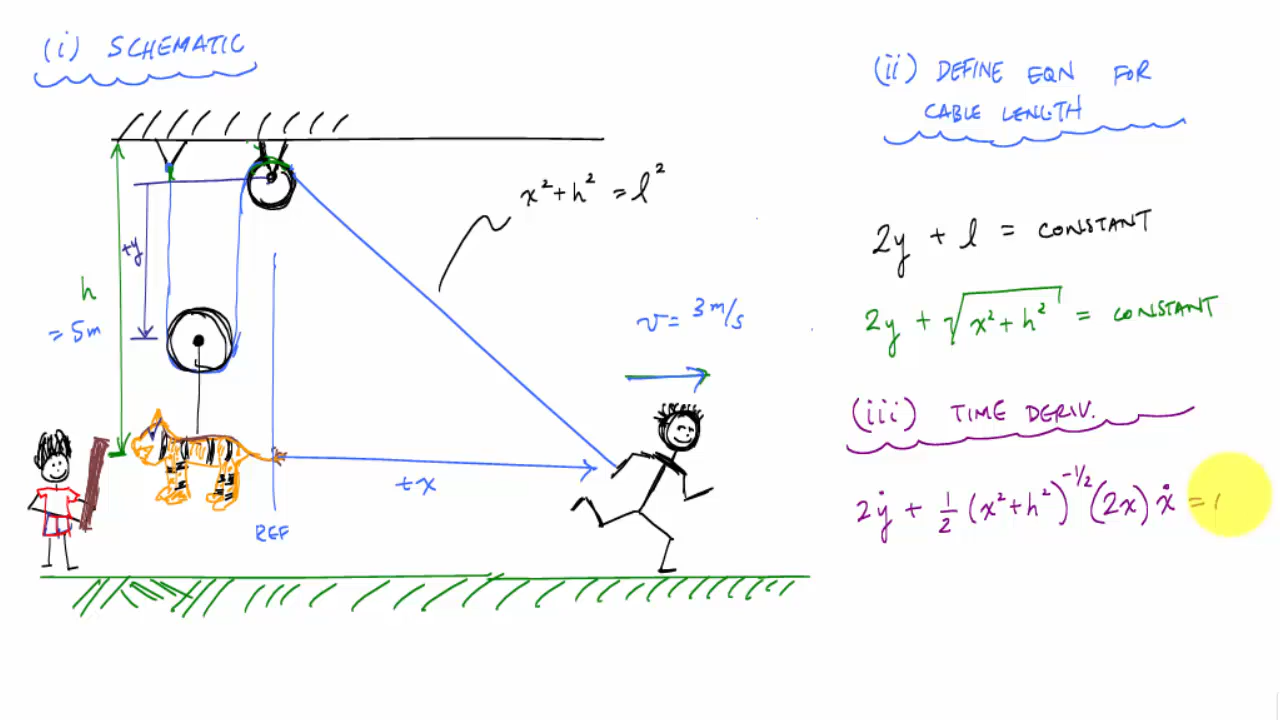 (i) SCHEMATIC
x² + h² = l²
+y
h
= 5m
v = 3 m/s
+x
REF
(ii) DEFINE EQN FOR
CABLE LENGTH
2y + l = CONSTANT
2y + √(x² + h²) = CONSTANT
(iii) TIME DERIV.
2ẏ + 1/2 (x² + h²)^(-1/2) (2x) ẋ =